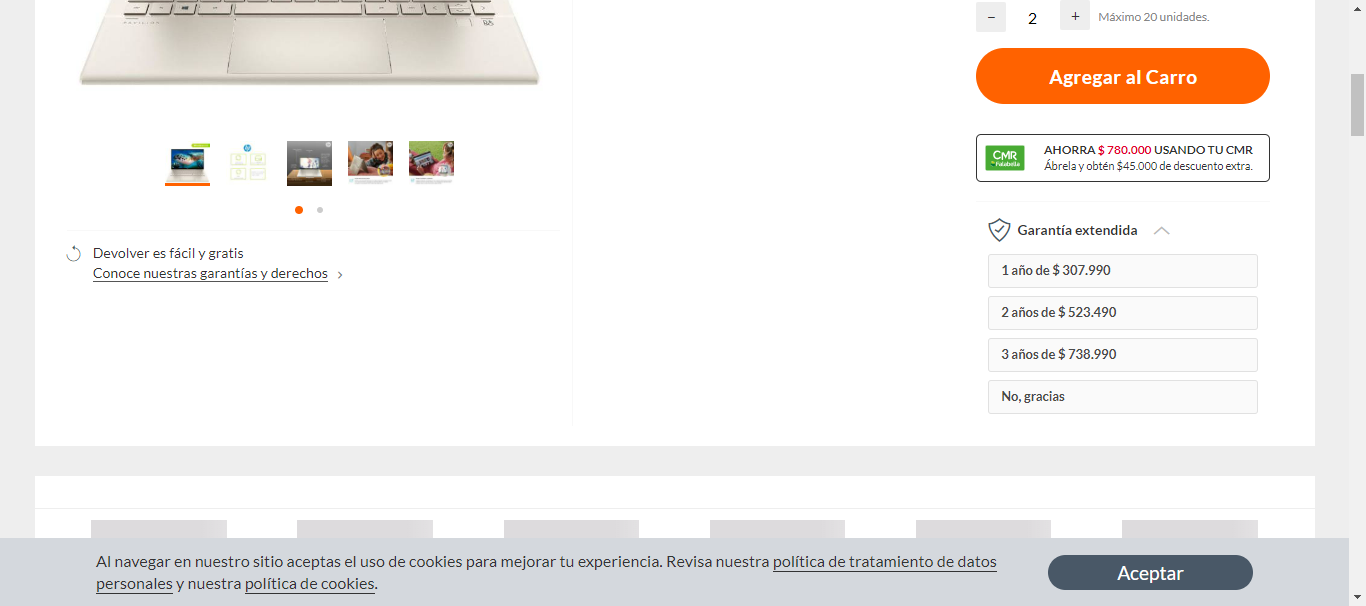 − 2 + Máximo 20 unidades.
Agregar al Carro
CMR
Falabella
AHORRA $ 780.000 USANDO TU CMR
Ábrela y obtén $45.000 de descuento extra.
Devolver es fácil y gratis
Conoce nuestras garantías y derechos
Garantía extendida
1 año de $ 307.990
2 años de $ 523.490
3 años de $ 738.990
No, gracias
Al navegar en nuestro sitio aceptas el uso de cookies para mejorar tu experiencia. Revisa nuestra política de tratamiento de datos
personales y nuestra política de cookies.
Aceptar